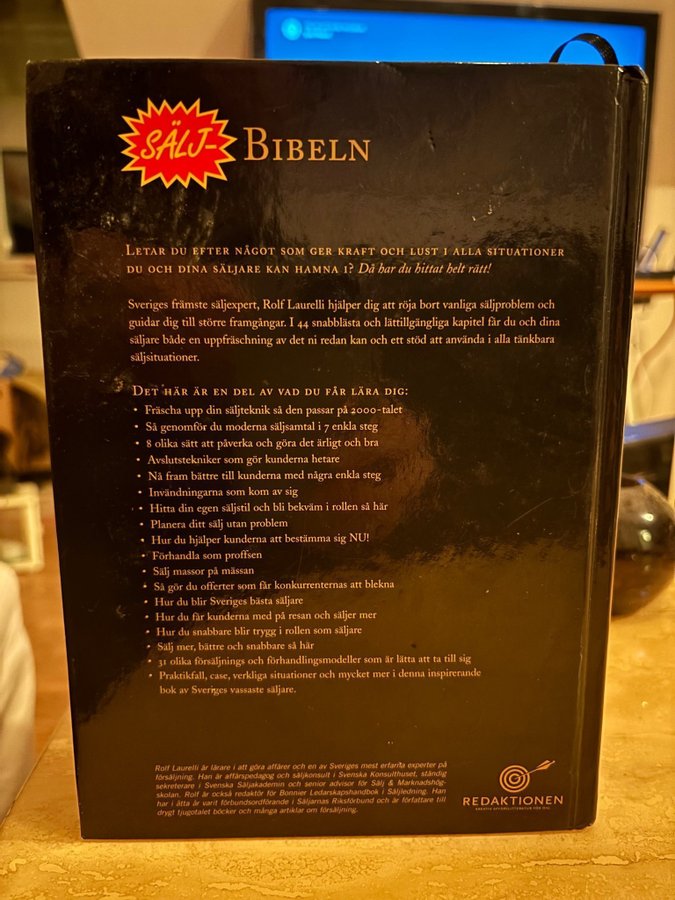 SÄLJ-
BIBELN
LETAR DU EFTER NÅGOT SOM GER KRAFT OCH LUST I ALLA SITUATIONER
DU OCH DINA SÄLJARE KAN HAMNA I? Då har du hittat helt rätt!
Sveriges främste säljexpert, Rolf Laurelli hjälper dig att röja bort vanliga säljproblem och
guidar dig till större framgångar. I 44 snabblästa och lättillgängliga kapitel får du och dina
säljare både en uppfräschning av det ni redan kan och ett stöd att använda i alla tänkbara
säljsituationer.
DET HÄR ÄR EN DEL AV VAD DU FÅR LÄRA DIG:
• Fräscha upp din säljteknik så den passar på 2000-talet
• Så genomför du moderna säljsamtal i 7 enkla steg
• 8 olika sätt att påverka och göra det ärligt och bra
• Avslutstekniker som gör kunderna hetare
• Nå fram bättre till kunderna med några enkla steg
• Invändningarna som kom av sig
• Hitta din egen säljstil och bli bekväm i rollen så här
• Planera ditt sälj utan problem
• Hur du hjälper kunderna att bestämma sig NU!
• Förhandla som proffsen
• Sälj massor på mässan
• Så gör du offerter som får konkurrenternas att blekna
• Hur du blir Sveriges bästa säljare
• Hur du får kunderna med på resan och säljer mer
• Hur du snabbare blir trygg i rollen som säljare
• Sälj mer, bättre och snabbare så här
• 31 olika försäljnings och förhandlingsmodeller som är lätta att ta till sig
• Praktikfall, case, verkliga situationer och mycket mer i denna inspirerande
bok av Sveriges vassaste säljare.
Rolf Laurelli är lärare i att göra affärer och en av Sveriges mest erfarna experter på
försäljning. Han är affärspedagog och säljkonsult i Svenska Konsulthuset, ständig
sekreterare i Svenska Säljakademin och senior advisor för Sälj & Marknadshög-
skolan. Rolf är också redaktör för Bonnier Ledarskapshandbok i Säljledning. Han
har i åtta år varit förbundsordförande i Säljarnas Riksförbund och är författare till
drygt tjugotalet böcker och många artiklar om försäljning.
REDAKTIONEN